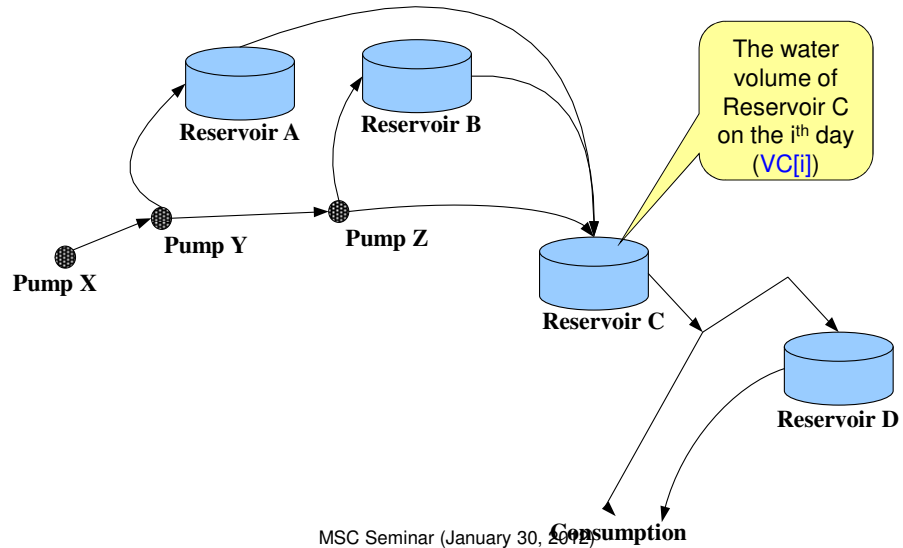 The water
volume of
Reservoir C
on the ith day
(VC[i])
Reservoir A
Reservoir B
Pump Y
Pump Z
Pump X
Reservoir C
Reservoir D
Consumption
MSC Seminar (January 30, 2012)